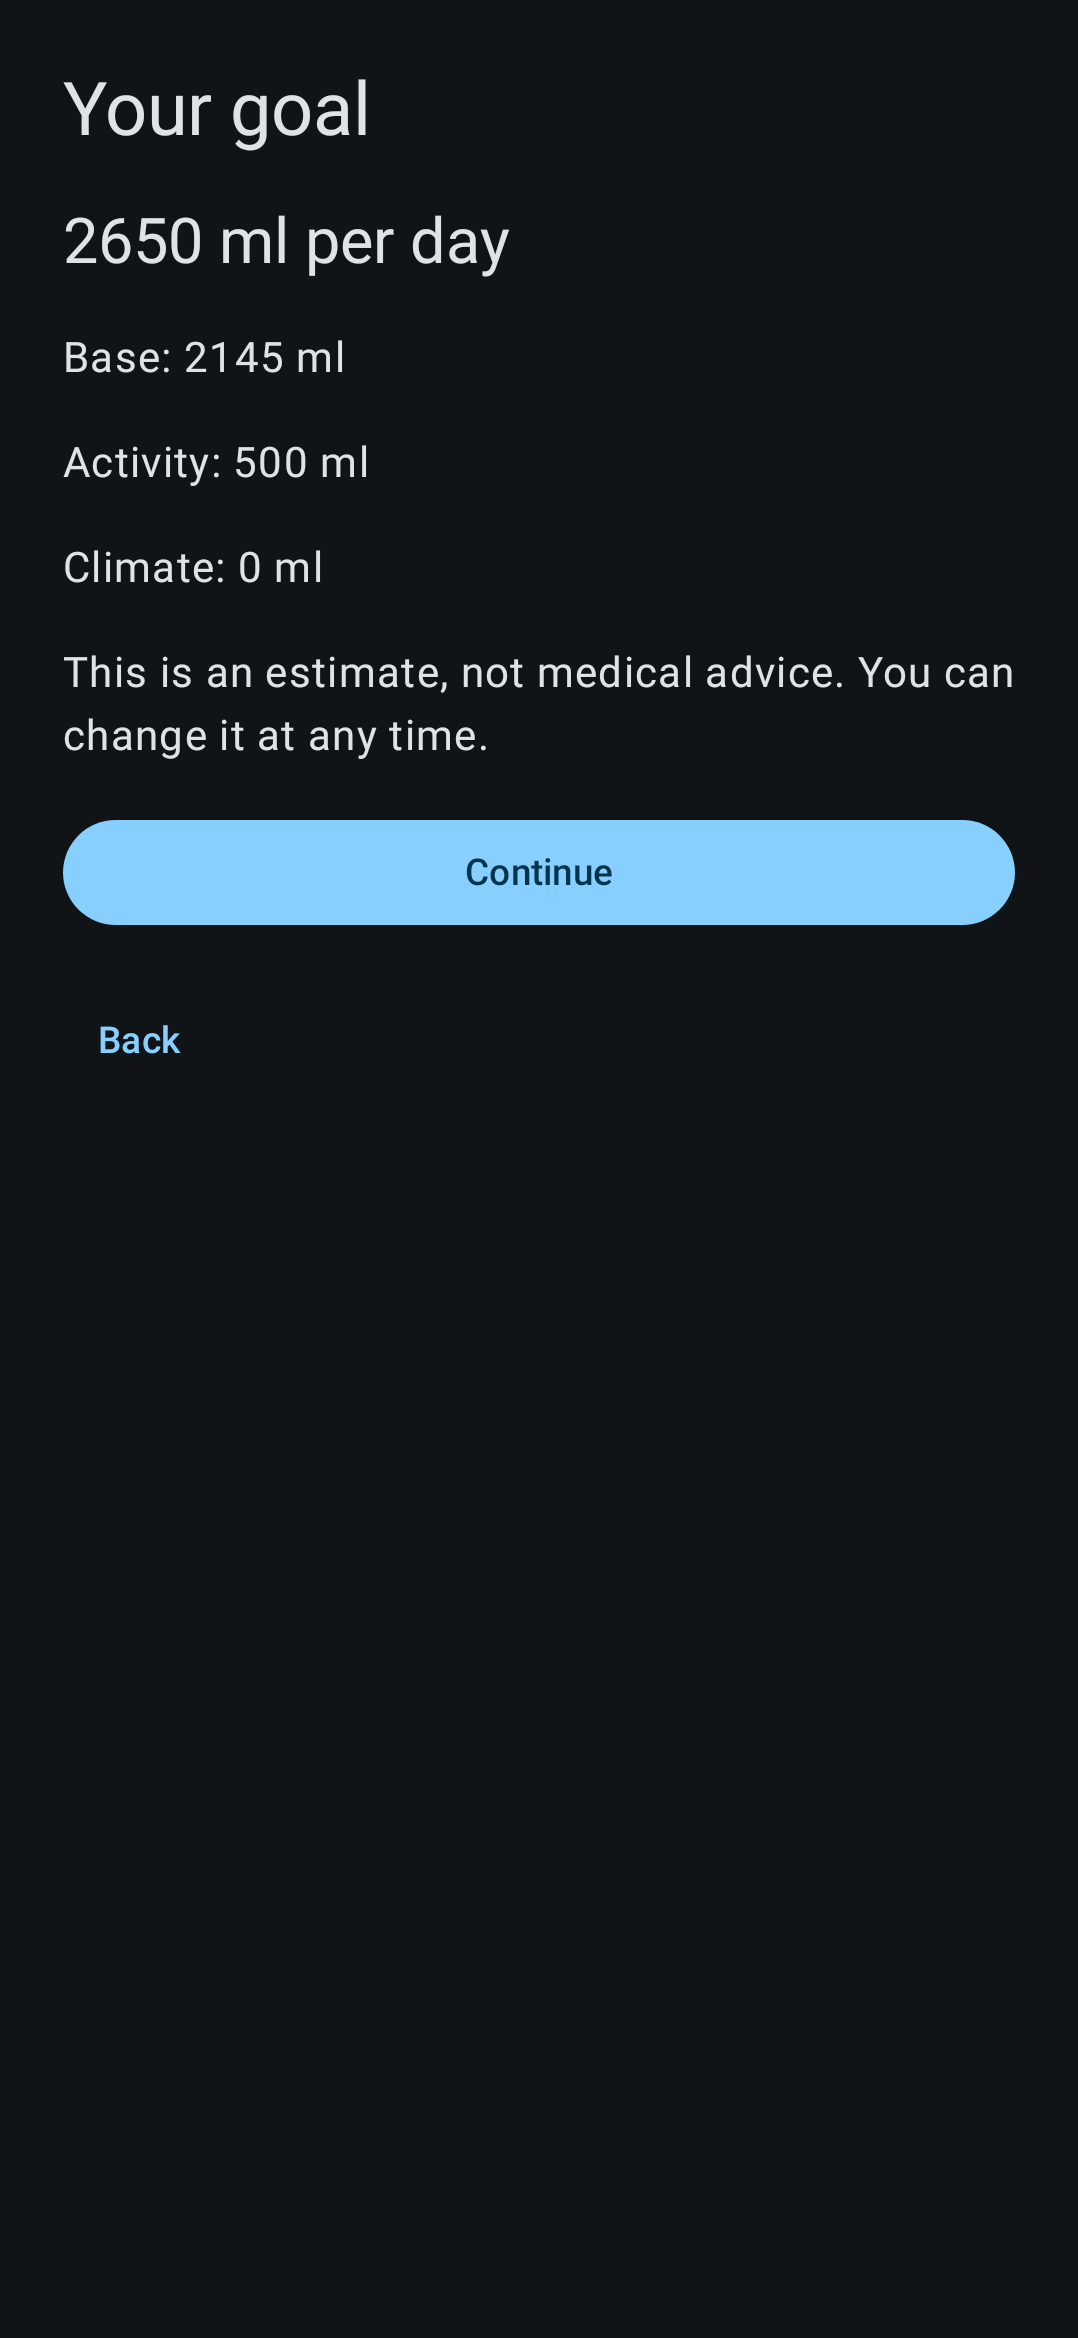 Your goal
2650 ml per day
Base: 2145 ml
Activity: 500 ml
Climate: 0 ml
This is an estimate, not medical advice. You can
change it at any time.
Continue
Back